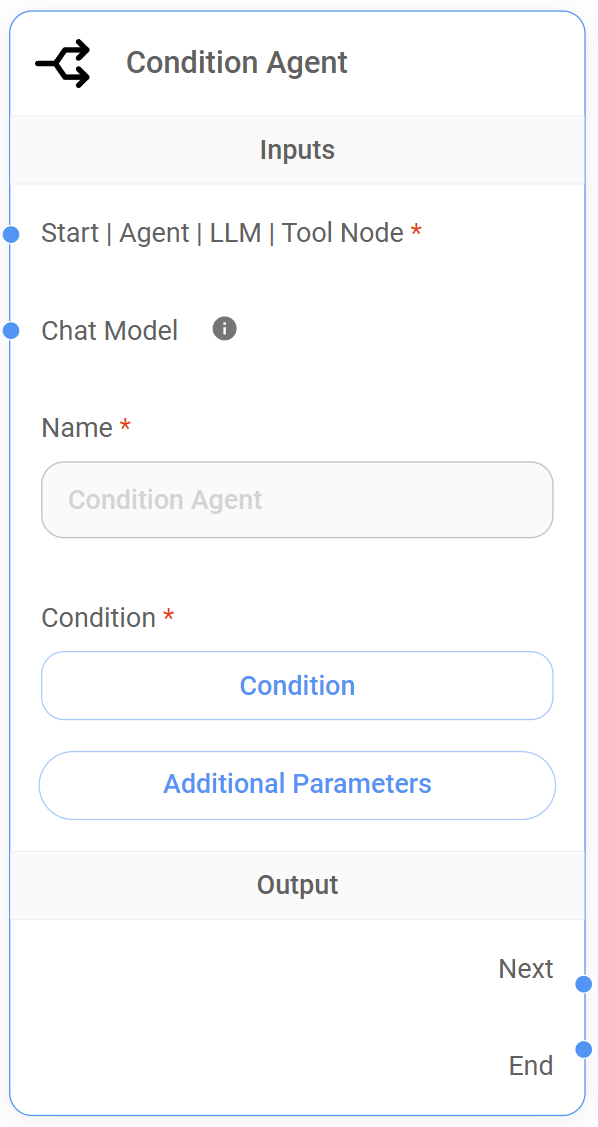 Condition Agent
Inputs
Start | Agent | LLM | Tool Node *
Chat Model
Name *
Condition Agent
Condition *
Condition
Additional Parameters
Output
Next
End